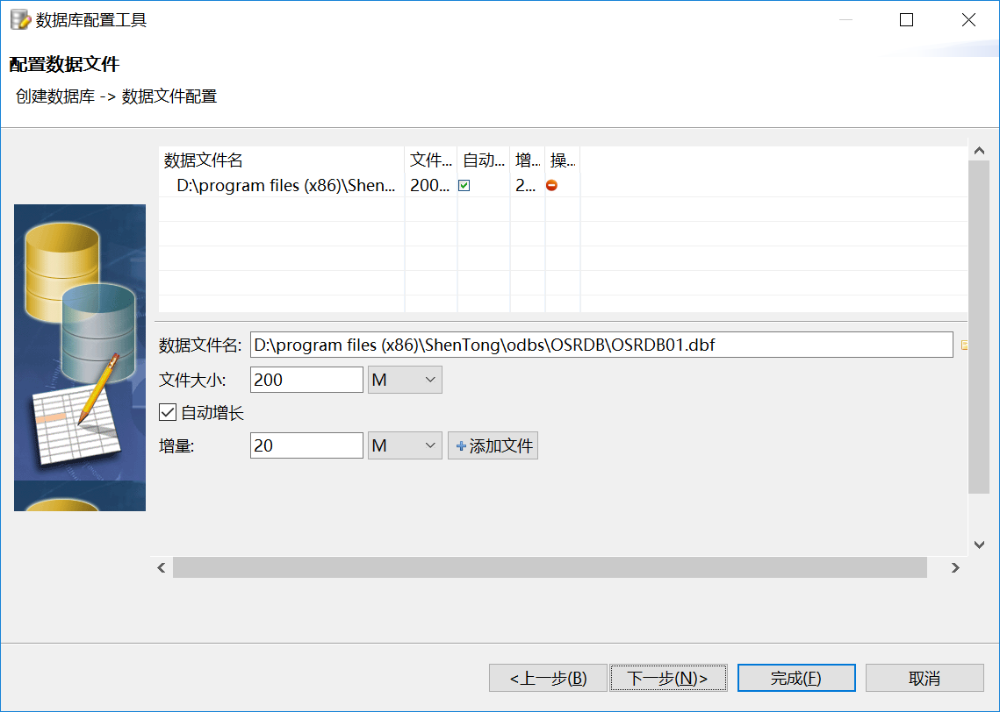 数据库配置工具
配置数据文件
创建数据库 -> 数据文件配置
数据文件名 文件... 自动... 增... 操...
D:\program files (x86)\Shen... 200... 2...
数据文件名: D:\program files (x86)\ShenTong\odbs\OSRDB\OSRDB01.dbf
文件大小: 200 M
自动增长
增量: 20 M 添加文件
<上一步(B) 下一步(N)> 完成(F) 取消